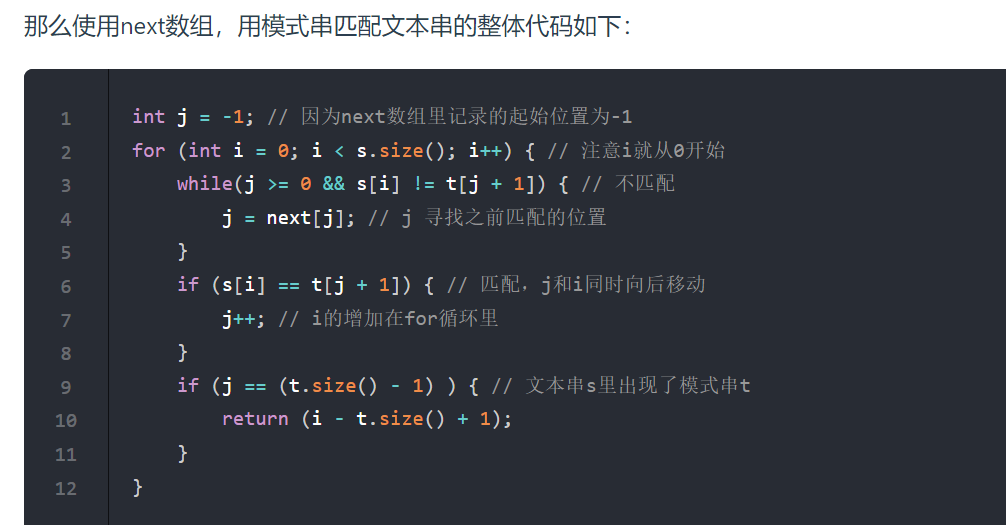 那么使用next数组，用模式串匹配文本串的整体代码如下：
1 int j = -1; // 因为next数组里记录的起始位置为-1
2 for (int i = 0; i < s.size(); i++) { // 注意i就从0开始
3     while(j >= 0 && s[i] != t[j + 1]) { // 不匹配
4         j = next[j]; // j 寻找之前匹配的位置
5     }
6     if (s[i] == t[j + 1]) { // 匹配，j和i同时向后移动
7         j++; // i的增加在for循环里
8     }
9     if (j == (t.size() - 1) ) { // 文本串s里出现了模式串t
10         return (i - t.size() + 1);
11     }
12 }